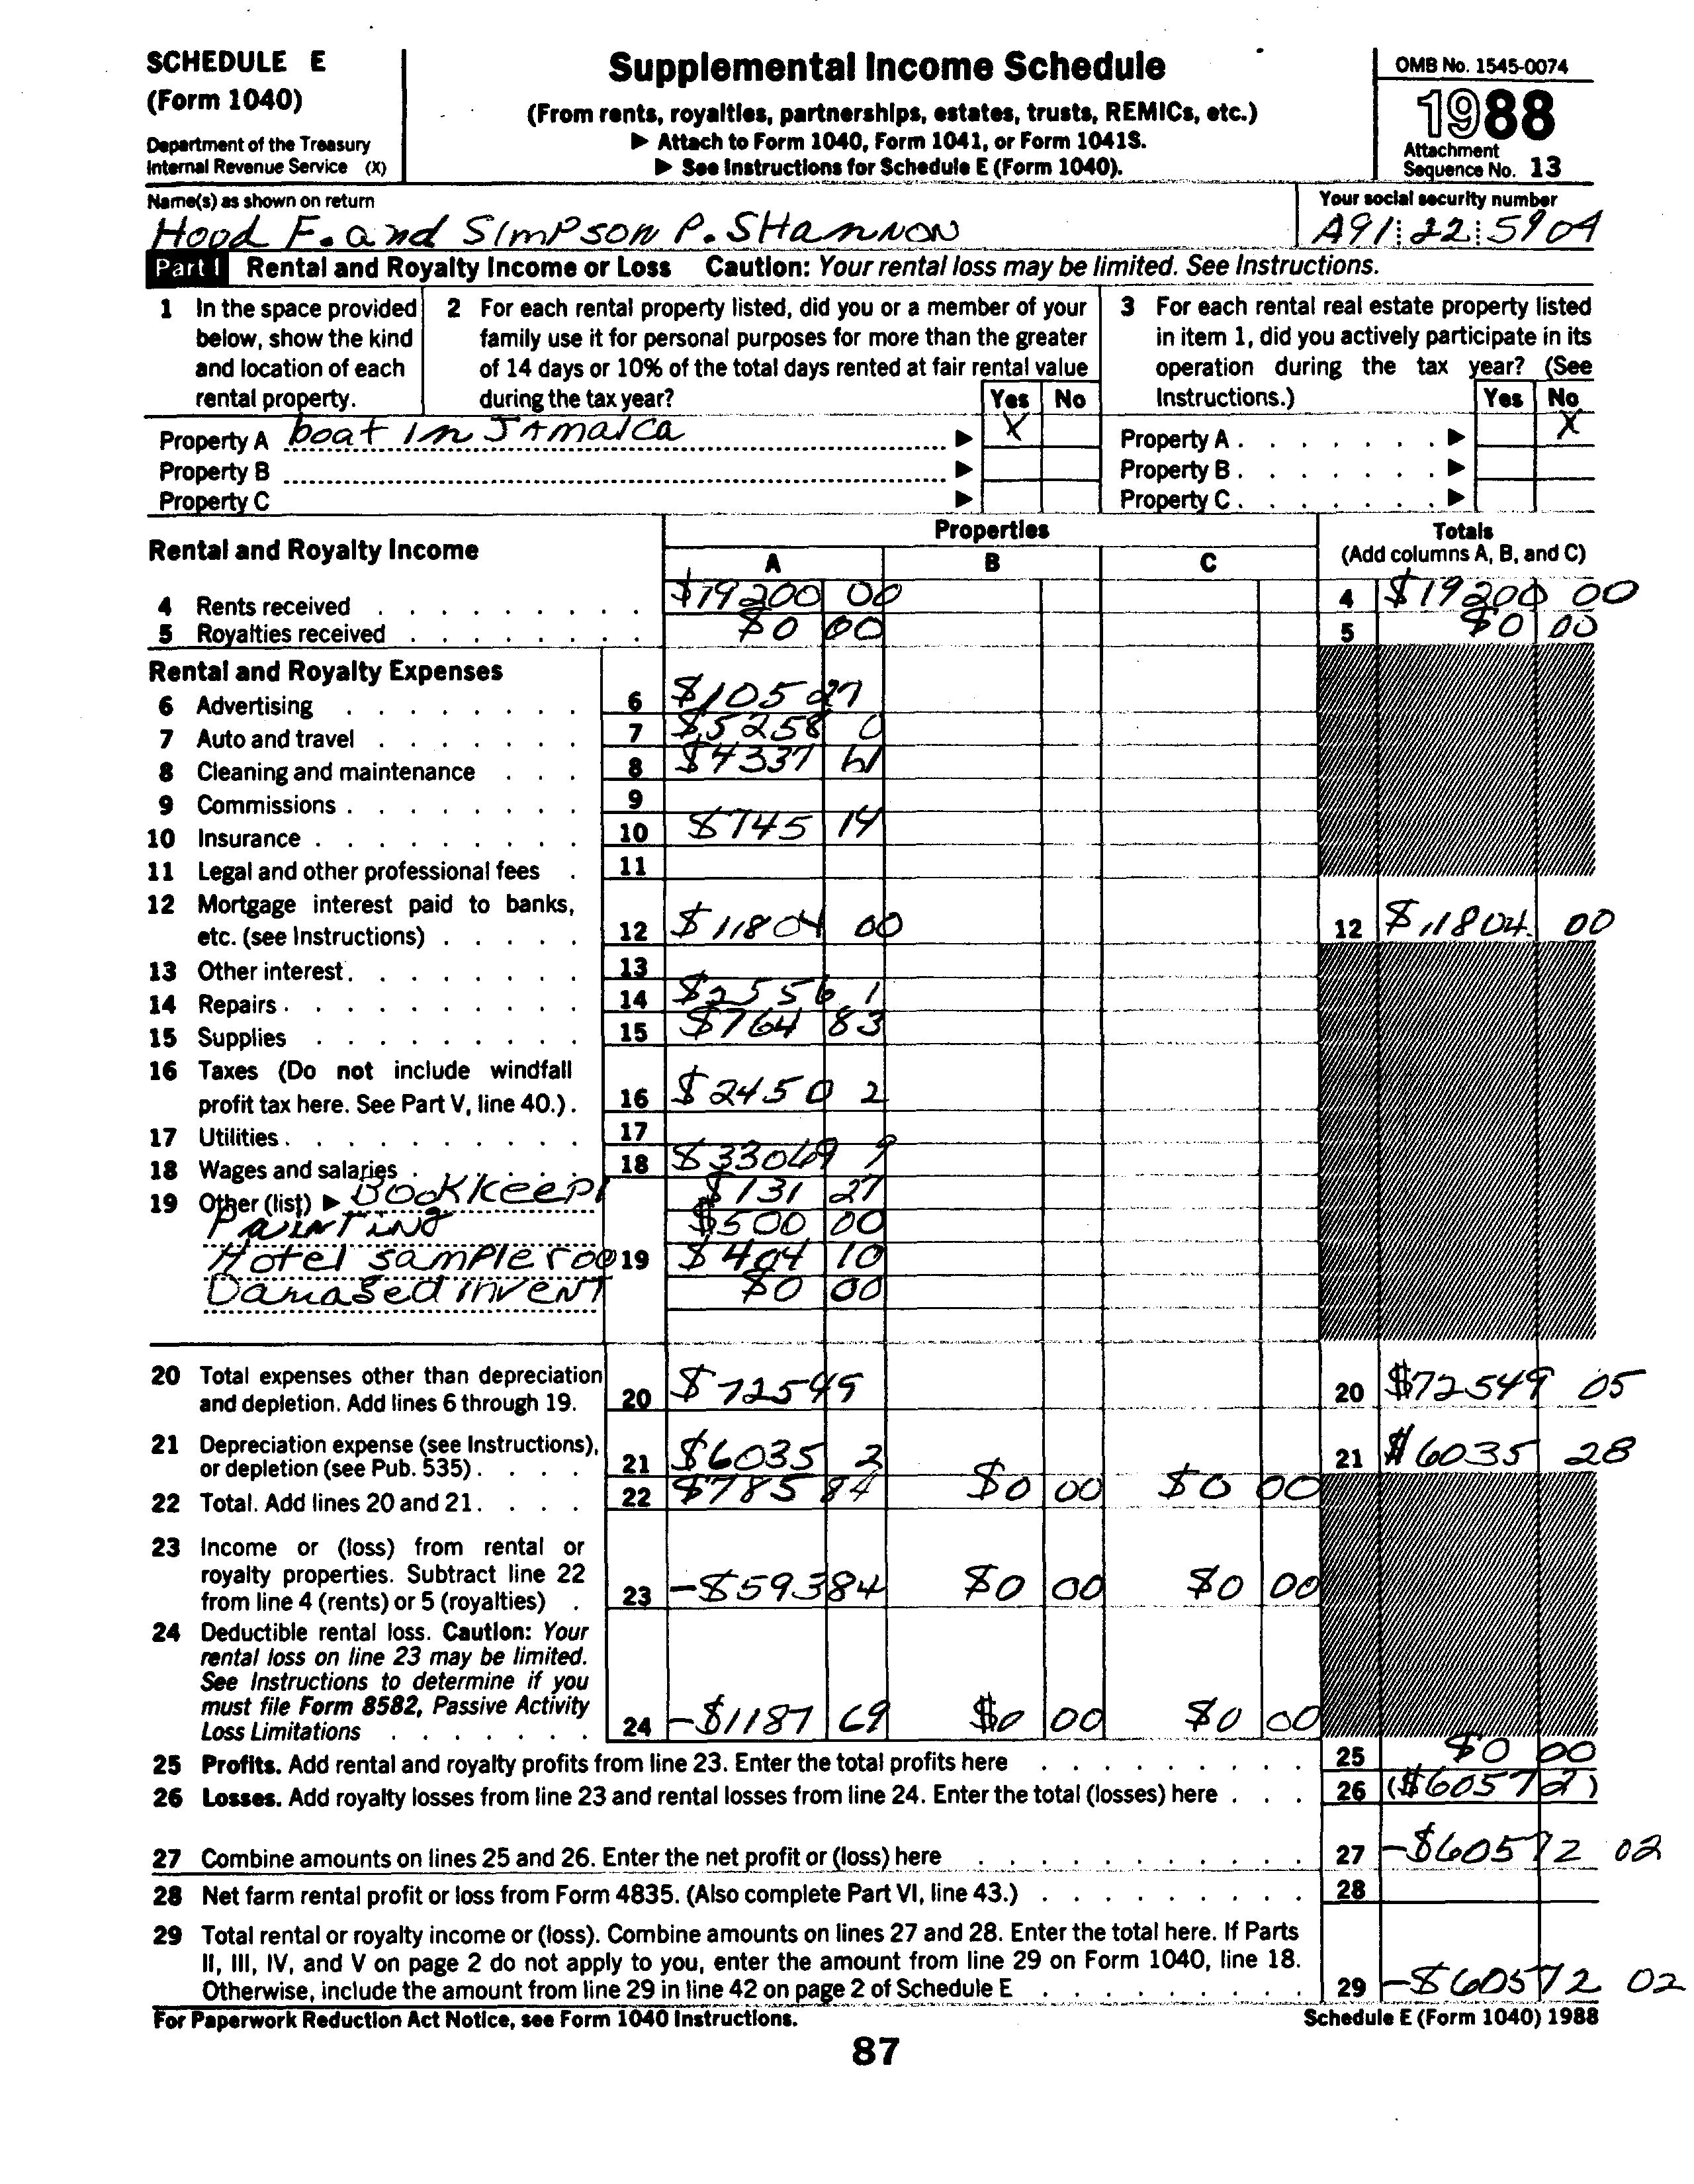 SCHEDULE E
(Form 1040)
Department of the Treasury
Internal Revenue Service (X)
Supplemental Income Schedule
(From rents, royalties, partnerships, estates, trusts, REMICs, etc.)
▶ Attach to Form 1040, Form 1041, or Form 1041S.
▶ See Instructions for Schedule E (Form 1040).
OMB No. 1545-0074
1988
Attachment
Sequence No. 13
Name(s) as shown on return
Hood F. and Simpson P. Shannon
Your social security number
A91 22 5904
Part I Rental and Royalty Income or Loss Caution: Your rental loss may be limited. See Instructions.
1 In the space provided
below, show the kind
and location of each
rental property.
2 For each rental property listed, did you or a member of your
family use it for personal purposes for more than the greater
of 14 days or 10% of the total days rented at fair rental value
during the tax year? Yes No
3 For each rental real estate property listed
in item 1, did you actively participate in its
operation during the tax year? (See
Instructions.) Yes No
Property A boat in Jamaica ▶ X Property A ▶ X
Property B ▶ Property B ▶
Property C ▶ Property C ▶
Rental and Royalty Income Properties Totals
A B C (Add columns A, B, and C)
4 Rents received $19200 00 4 $19200 00
5 Royalties received $0 00 5 $0 00
Rental and Royalty Expenses
6 Advertising 6 $105 27
7 Auto and travel 7 $5258 0
8 Cleaning and maintenance 8 $4337 61
9 Commissions 9
10 Insurance 10 $745 14
11 Legal and other professional fees 11
12 Mortgage interest paid to banks,
etc. (see Instructions) 12 $11804 00 12 $11804 00
13 Other interest 13
14 Repairs 14 $2556 1
15 Supplies 15 $764 83
16 Taxes (Do not include windfall
profit tax here. See Part V, line 40.) 16 $2450 2
17 Utilities 17
18 Wages and salaries 18 $33049 9
19 Other (list) ▶ Bookkeepi $131 27
Painting $500 00
Hotel sample roo 19 $404 10
Damaged invent $0 00
20 Total expenses other than depreciation
and depletion. Add lines 6 through 19. 20 $72549 20 $72549 05
21 Depreciation expense (see Instructions),
or depletion (see Pub. 535) 21 $6035 2 21 $6035 28
22 Total. Add lines 20 and 21 22 $785 84 $0 00 $0 00
23 Income or (loss) from rental or
royalty properties. Subtract line 22
from line 4 (rents) or 5 (royalties) 23 -$59384 $0 00 $0 00
24 Deductible rental loss. Caution: Your
rental loss on line 23 may be limited.
See Instructions to determine if you
must file Form 8582, Passive Activity
Loss Limitations 24 -$1187 69 $0 00 $0 00
25 Profits. Add rental and royalty profits from line 23. Enter the total profits here 25 $0 00
26 Losses. Add royalty losses from line 23 and rental losses from line 24. Enter the total (losses) here 26 ($60572)
27 Combine amounts on lines 25 and 26. Enter the net profit or (loss) here 27 -$60572 02
28 Net farm rental profit or loss from Form 4835. (Also complete Part VI, line 43.) 28
29 Total rental or royalty income or (loss). Combine amounts on lines 27 and 28. Enter the total here. If Parts
II, III, IV, and V on page 2 do not apply to you, enter the amount from line 29 on Form 1040, line 18.
Otherwise, include the amount from line 29 in line 42 on page 2 of Schedule E 29 -$60572 02
For Paperwork Reduction Act Notice, see Form 1040 Instructions. Schedule E (Form 1040) 1988
87